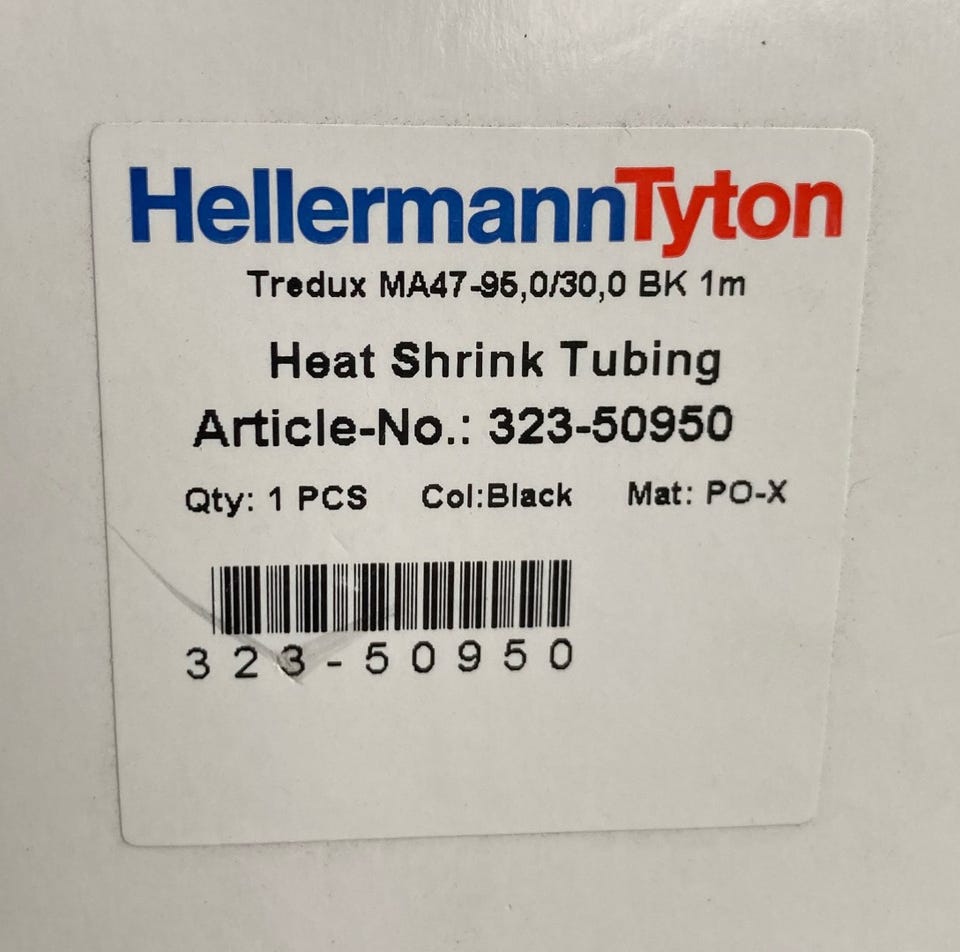 HellermannTyton
Tredux MA47-95,0/30,0 BK 1m
Heat Shrink Tubing
Article-No.: 323-50950
Qty: 1 PCS Col:Black Mat: PO-X
323-50950